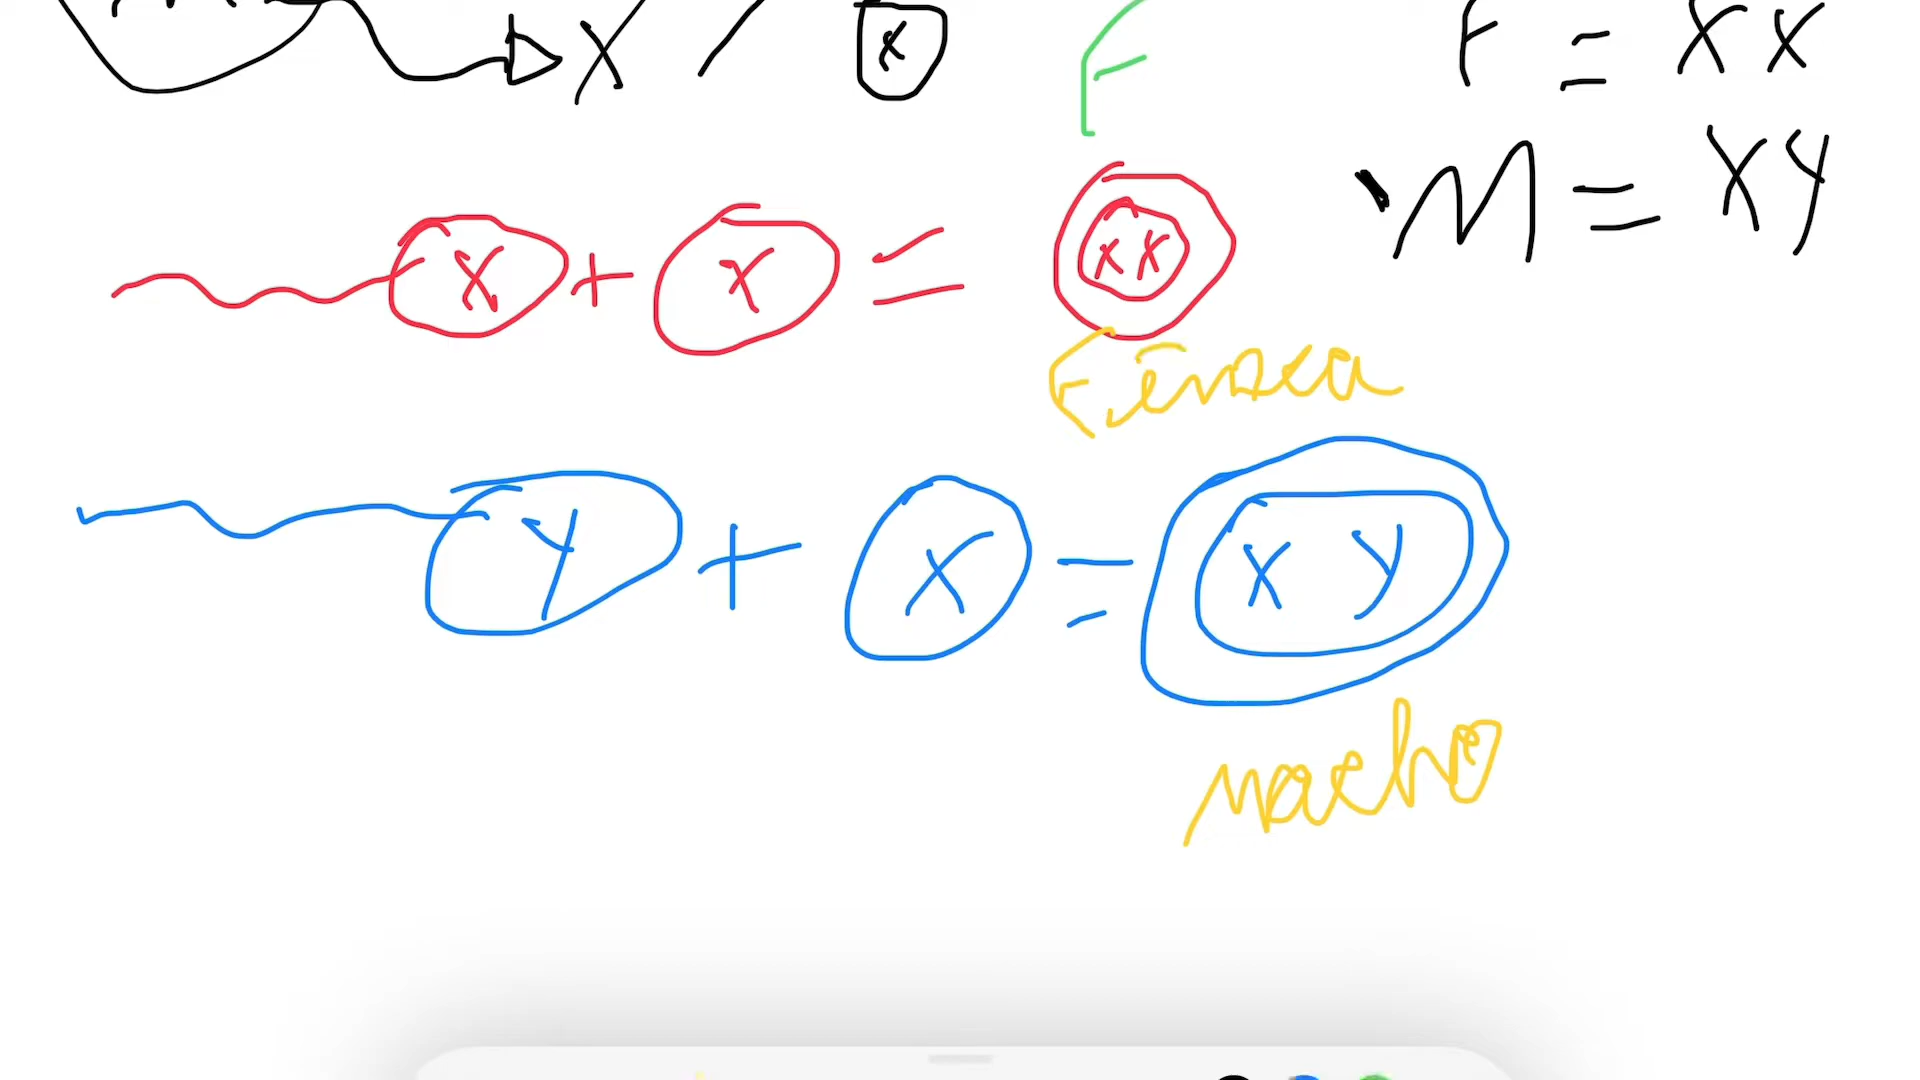 X / X F F = XX
M = XY
X + X = XX
Fêmea
Y + X = XY
macho